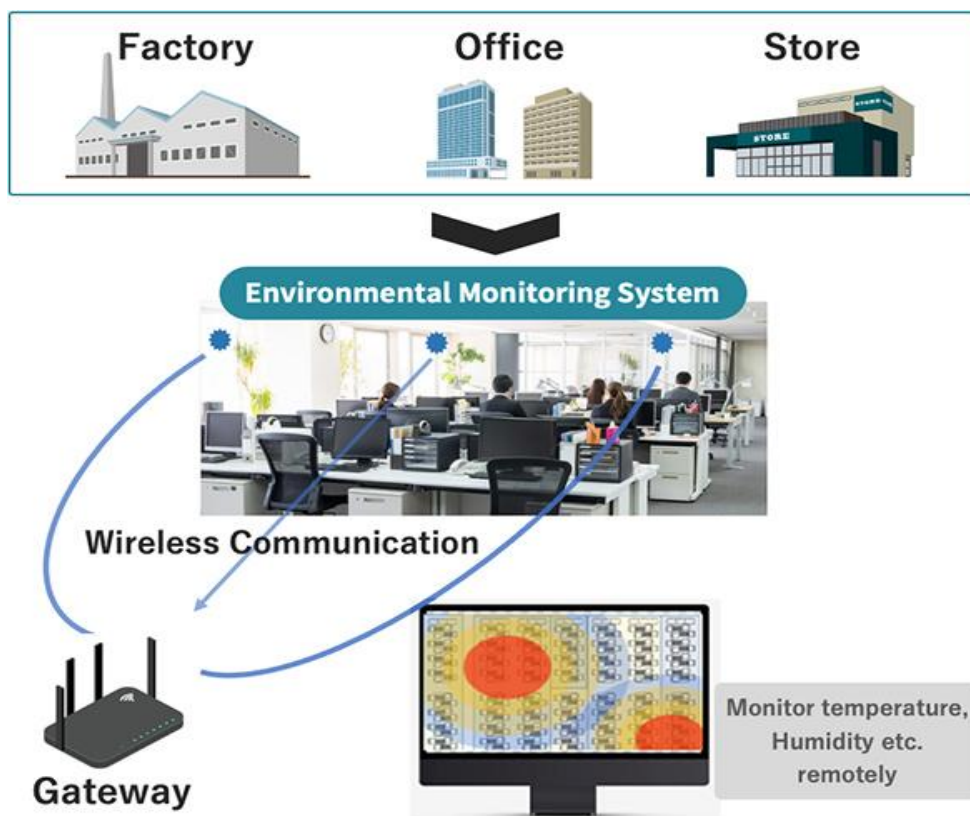 Factory
Office
Store
STORE
Environmental Monitoring System
Wireless Communication
Gateway
Monitor temperature,
Humidity etc.
remotely